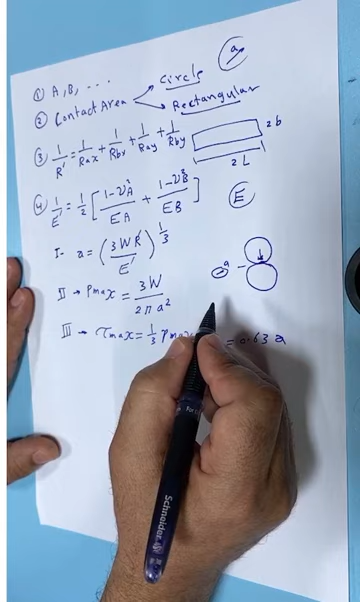 ① A, B, ...
② Contact Area → Circle
→ Rectangular
a
③ 1/R' = 1/Rax + 1/Rbx + 1/Ray + 1/Rby
2b
2L
④ 1/E' = 1/2 [ (1-ν²A)/EA + (1-ν²B)/EB ]
E
I- a = (3WR'/E')^1/3
a
II → Pmax = 3W/2πa²
III → τmax = 1/3 Pmax = 0.63 a
Schneider